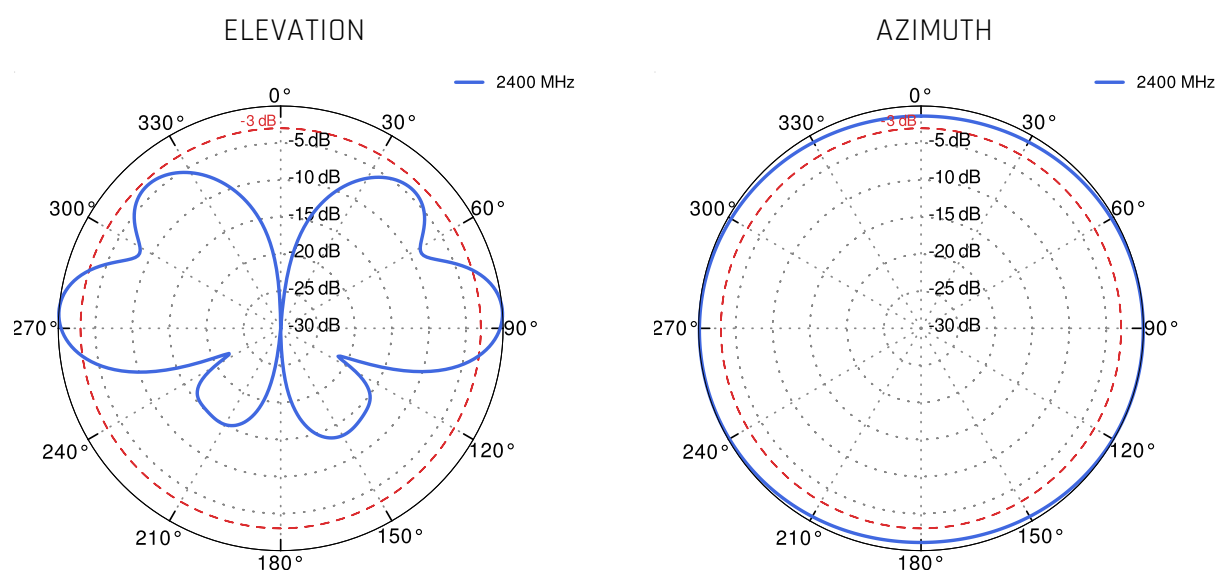 ELEVATION
2400 MHz
0°
330°
30°
-3 dB
-5 dB
-10 dB
300°
60°
-15 dB
-20 dB
-25 dB
270°
-30 dB
90°
240°
120°
210°
150°
180°
AZIMUTH
2400 MHz
0°
330°
30°
-3 dB
-5 dB
-10 dB
300°
60°
-15 dB
-20 dB
-25 dB
270°
-30 dB
90°
240°
120°
210°
150°
180°